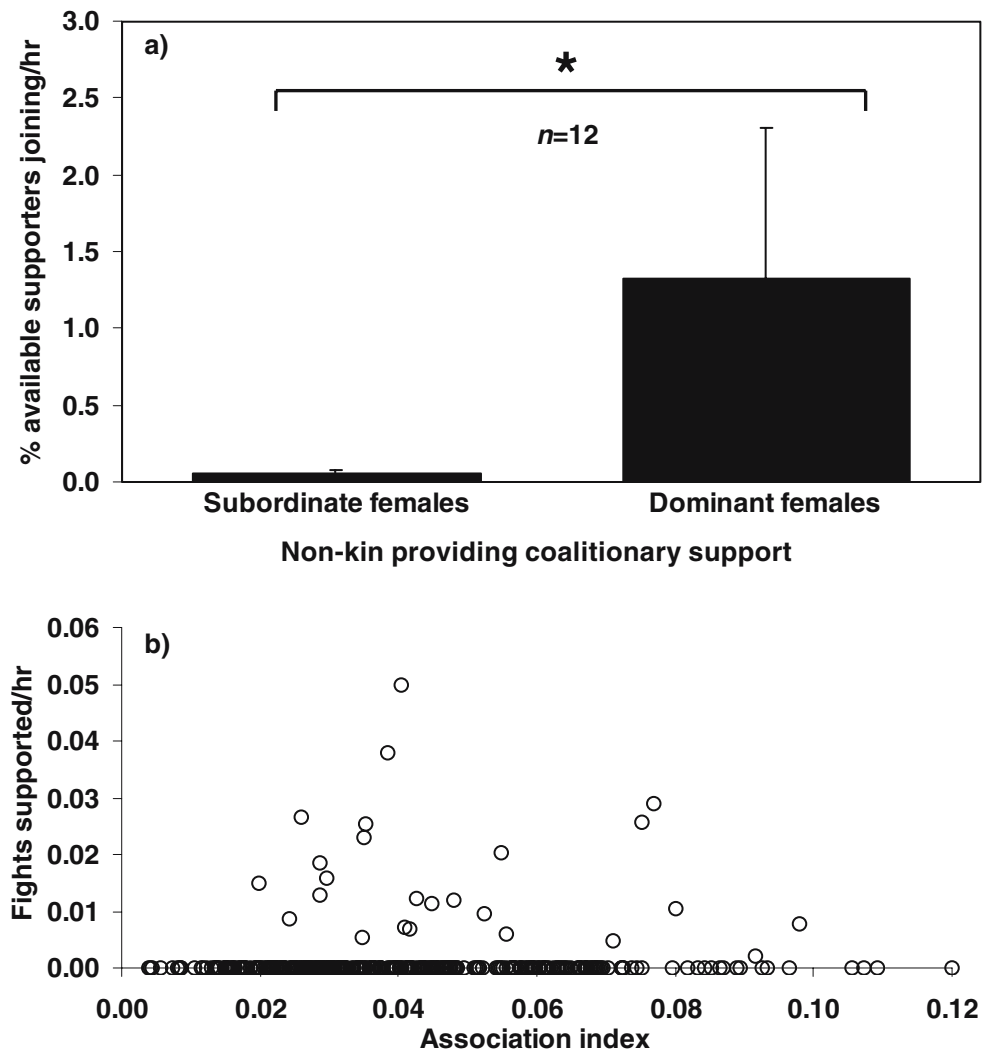 a)
% available supporters joining/hr
3.0
2.5
2.0
1.5
1.0
0.5
0.0
*
n=12
Subordinate females
Dominant females
Non-kin providing coalitionary support
b)
Fights supported/hr
0.06
0.05
0.04
0.03
0.02
0.01
0.00
0.00 0.02 0.04 0.06 0.08 0.10 0.12
Association index